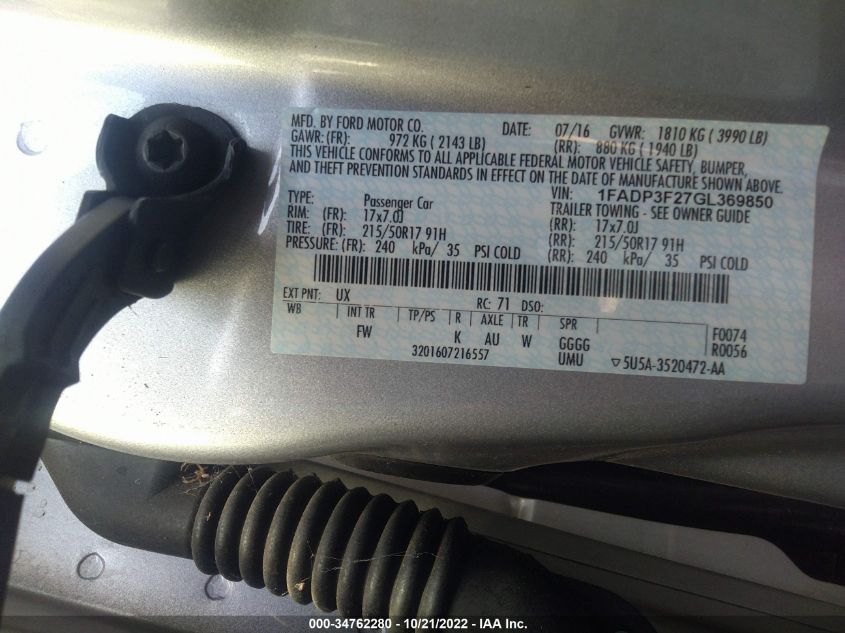 MFD. BY FORD MOTOR CO. DATE: 07/16 GVWR: 1810 KG ( 3990 LB)
GAWR: (FR): 972 KG ( 2143 LB) (RR): 880 KG ( 1940 LB)
THIS VEHICLE CONFORMS TO ALL APPLICABLE FEDERAL MOTOR VEHICLE SAFETY, BUMPER,
AND THEFT PREVENTION STANDARDS IN EFFECT ON THE DATE OF MANUFACTURE SHOWN ABOVE.
VIN: 1FADP3F27GL369850
TYPE: Passenger Car TRAILER TOWING - SEE OWNER GUIDE
RIM: (FR): 17x7.0J (RR): 17x7.0J
TIRE: (FR): 215/50R17 91H (RR): 215/50R17 91H
PRESSURE: (FR): 240 kPa/ 35 PSI COLD (RR): 240 kPa/ 35 PSI COLD
EXT PNT: UX RC: 71 DSO:
WB INT TR TP/PS R AXLE TR SPR F0074
FW K AU W GGGG R0056
3201607216557 UMU ▽5U5A-3520472-AA
000-34762280 - 10/21/2022 - IAA Inc.